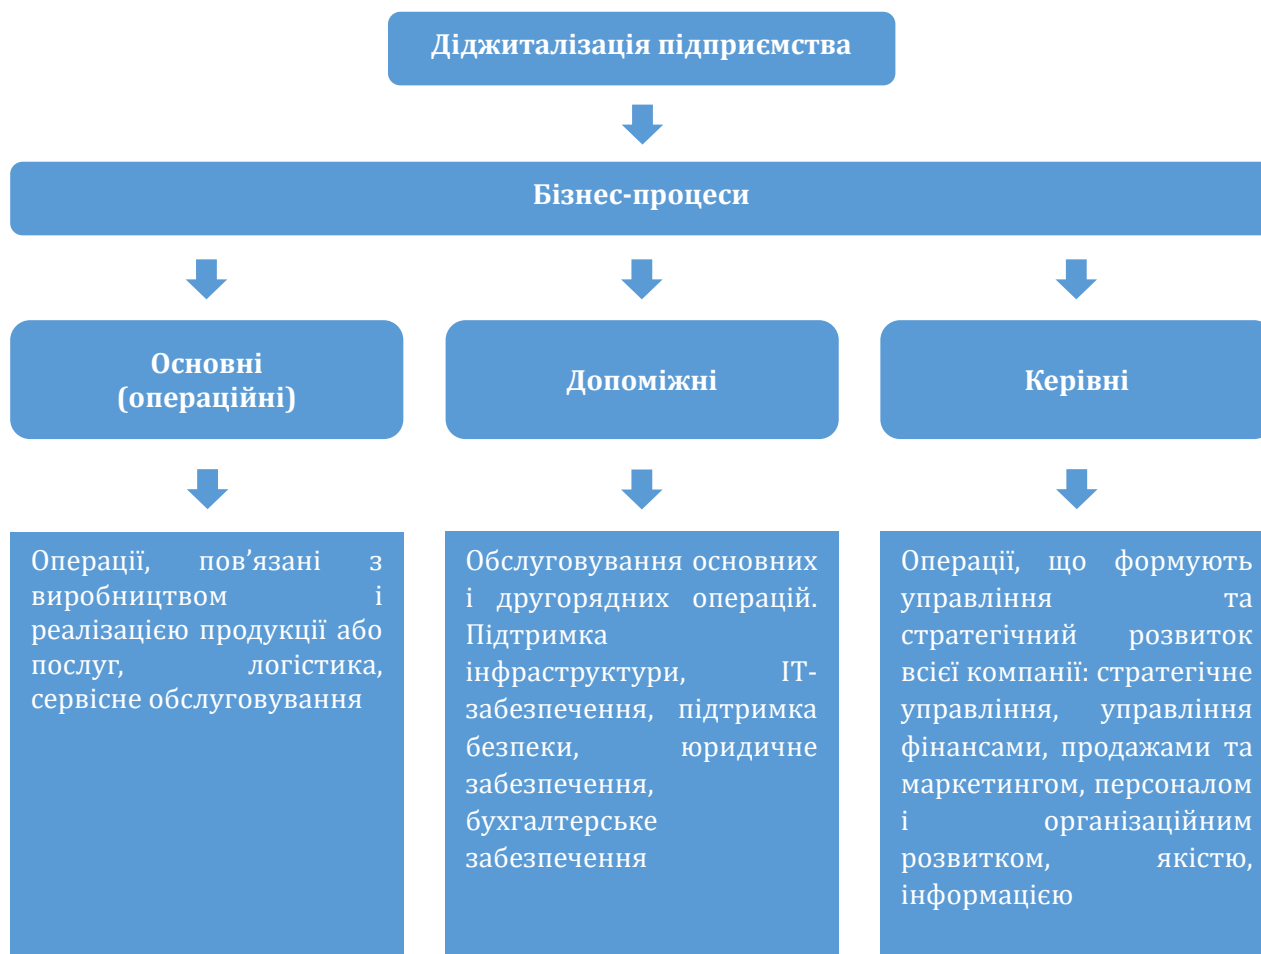 Діджиталізація підприємства
Бізнес-процеси
Основні
(операційні)
Допоміжні
Керівні
Операції, пов’язані з
виробництвом і
реалізацією продукції або
послуг, логістика,
сервісне обслуговування
Обслуговування основних
і другорядних операцій.
Підтримка
інфраструктури, ІТ-
забезпечення, підтримка
безпеки, юридичне
забезпечення,
бухгалтерське
забезпечення
Операції, що формують
управління та
стратегічний розвиток
всієї компанії: стратегічне
управління, управління
фінансами, продажами та
маркетингом, персоналом
і організаційним
розвитком, якістю,
інформацією